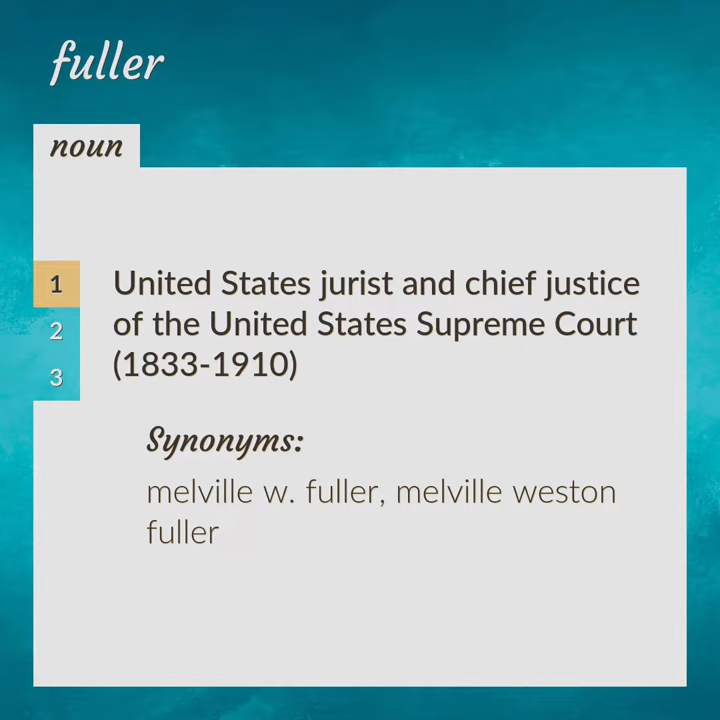 fuller
noun
1
United States jurist and chief justice
of the United States Supreme Court
(1833-1910)
2
3
Synonyms:
melville w. fuller, melville weston
fuller